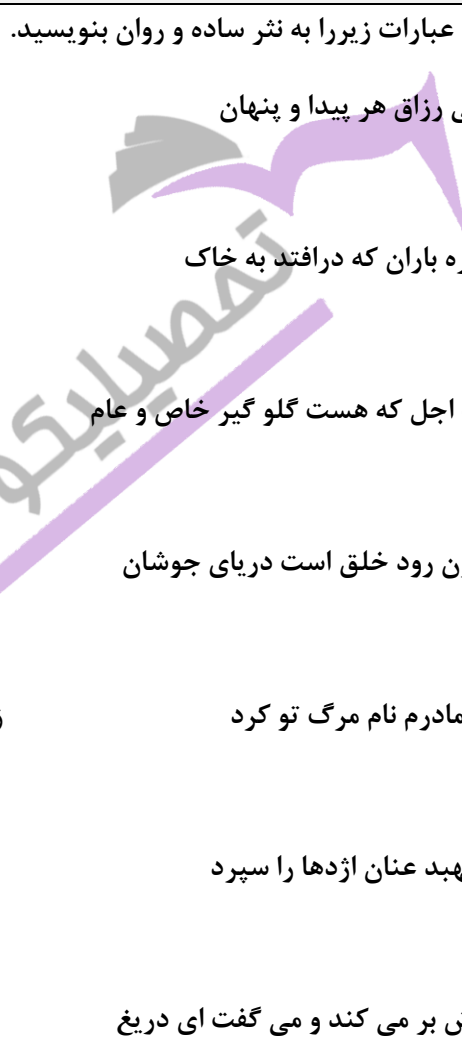 عبارات زیررا به نثر ساده و روان بنویسید.
رزاق هر پیدا و پنهان
باران که درافتد به خاک
اجل که هست گلو گیر خاص و عام
رود خلق است دریای جوشان
مادرم نام مرگ تو کرد
عنان اژدها را سپرد
بر می کند و می گفت ای دریغ